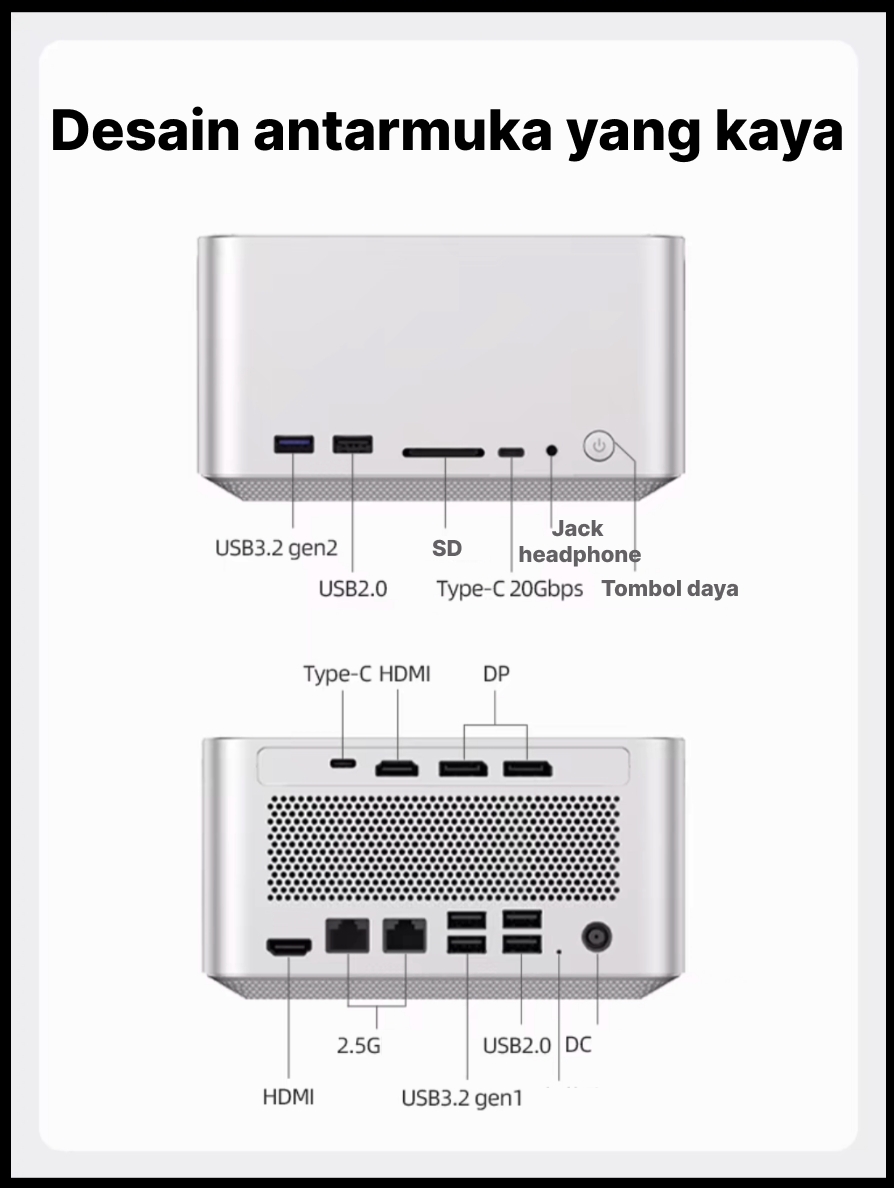 Desain antarmuka yang kaya
USB3.2 gen2
USB2.0
SD
Type-C 20Gbps
Jack
headphone
Tombol daya
Type-C HDMI
DP
2.5G
USB2.0
DC
HDMI
USB3.2 gen1